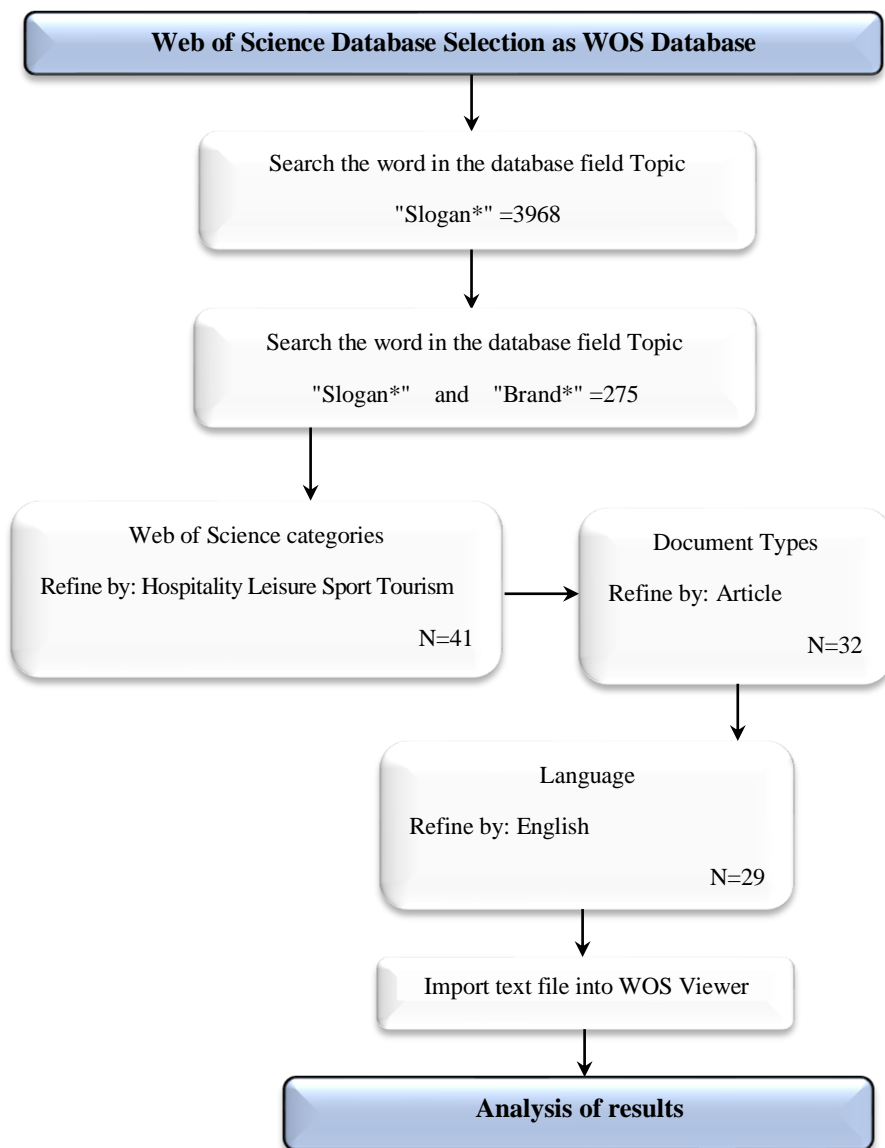 Web of Science Database Selection as WOS Database
Search the word in the database field Topic
"Slogan*" =3968
Search the word in the database field Topic
"Slogan*" and "Brand*" =275
Web of Science categories
Refine by: Hospitality Leisure Sport Tourism
N=41
Document Types
Refine by: Article
N=32
Language
Refine by: English
N=29
Import text file into WOS Viewer
Analysis of results